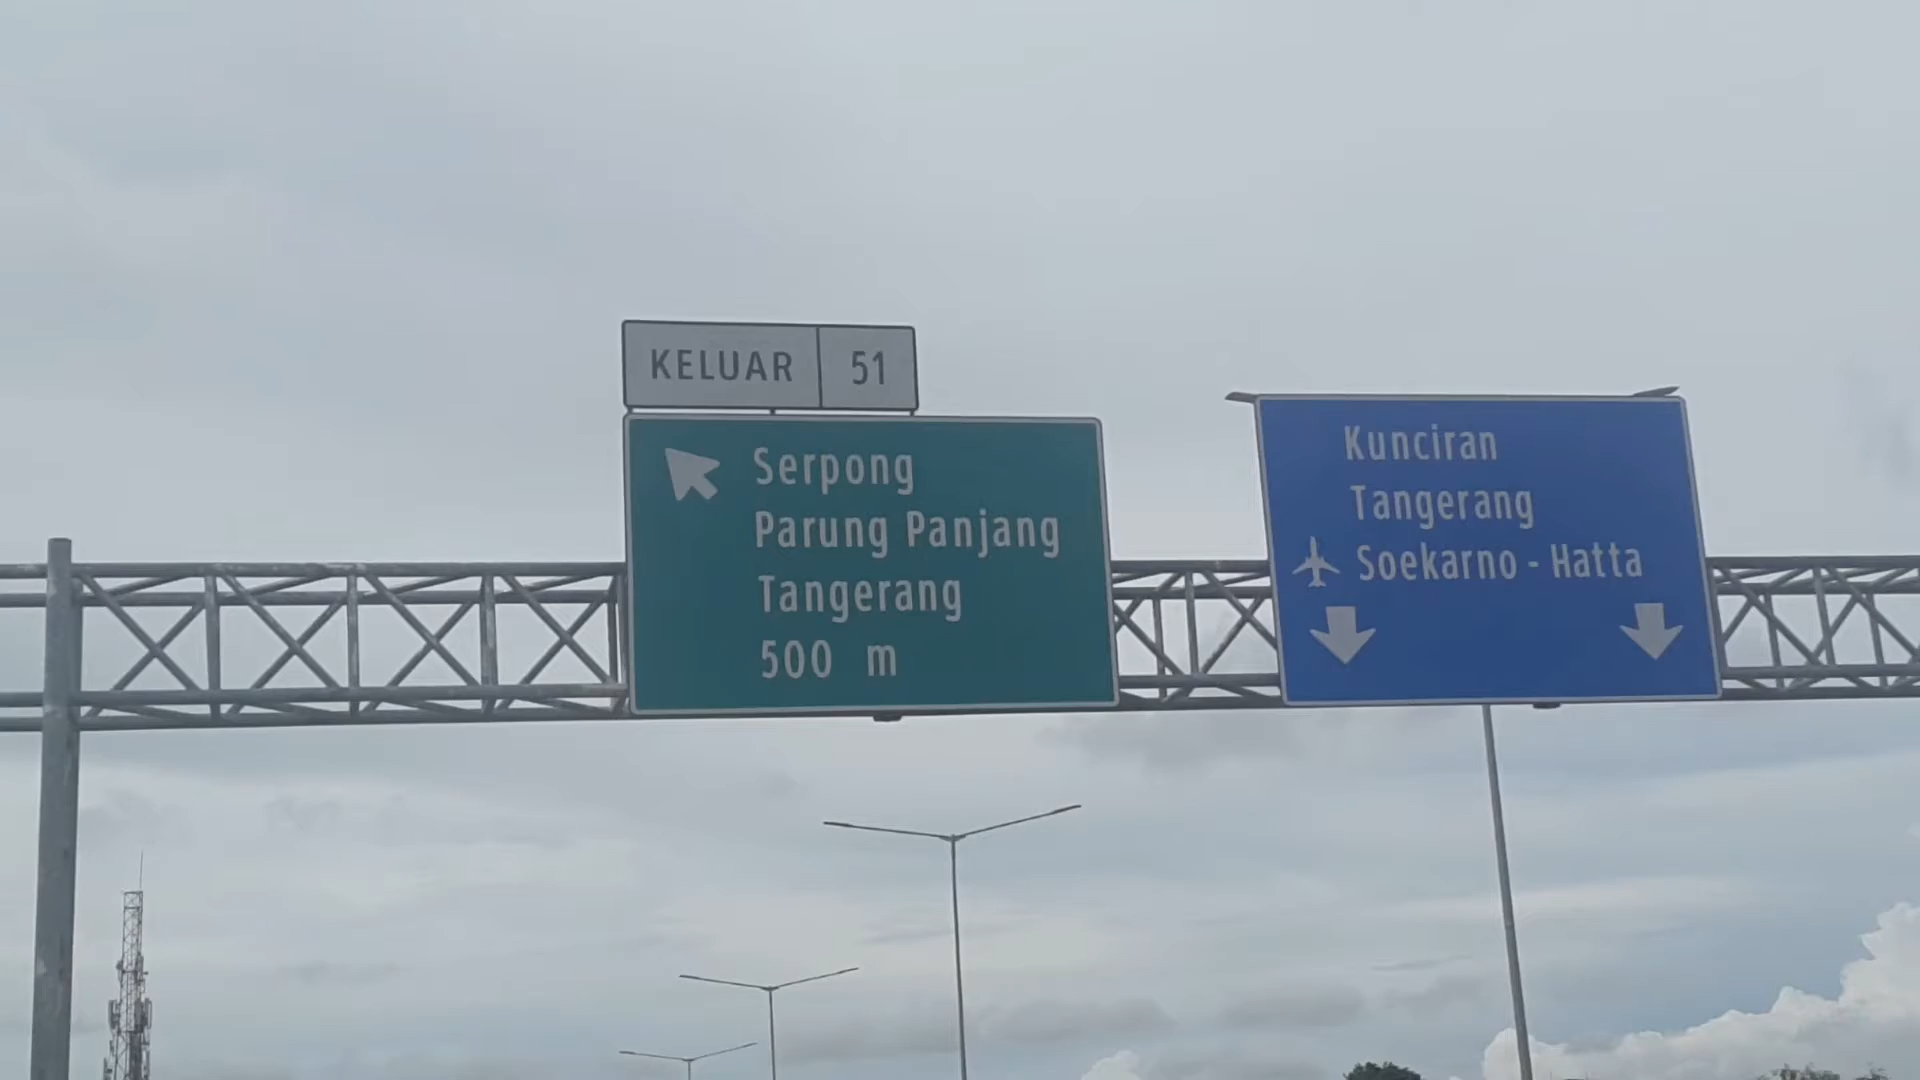 KELUAR 51
Serpong
Parung Panjang
Tangerang
500 m
Kunciran
Tangerang
Soekarno - Hatta